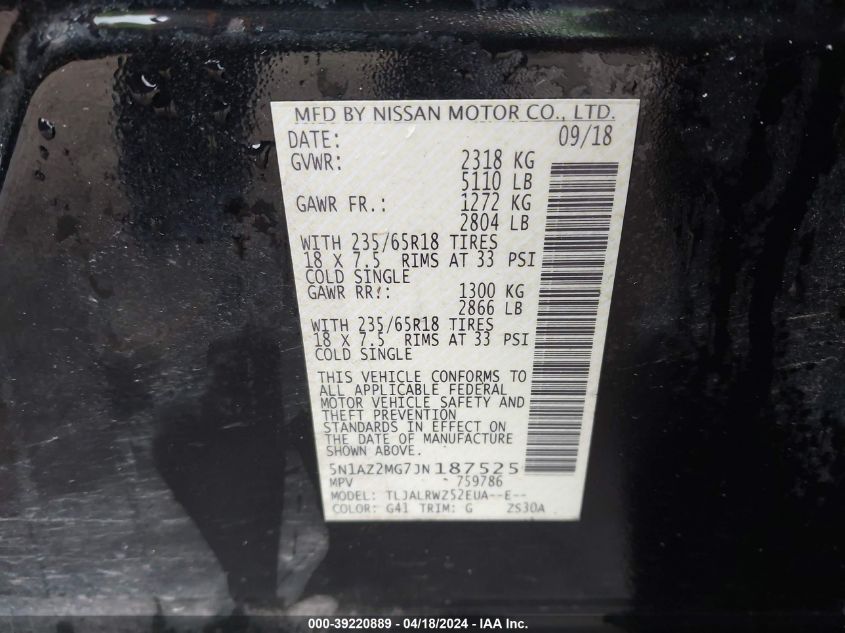 MFD BY NISSAN MOTOR CO., LTD.
DATE: 09/18
GVWR: 2318 KG
5110 LB
GAWR FR.: 1272 KG
2804 LB
WITH 235/65R18 TIRES
18 X 7.5 RIMS AT 33 PSI
COLD SINGLE
GAWR RR.: 1300 KG
2866 LB
WITH 235/65R18 TIRES
18 X 7.5 RIMS AT 33 PSI
COLD SINGLE
THIS VEHICLE CONFORMS TO
ALL APPLICABLE FEDERAL
MOTOR VEHICLE SAFETY AND
THEFT PREVENTION
STANDARDS IN EFFECT ON
THE DATE OF MANUFACTURE
SHOWN ABOVE.
5N1AZ2MG7JN187525
MPV 759786
MODEL: TLJALRWZ52EUA--E--
COLOR: G41 TRIM: G ZS30A
000-39220889 - 04/18/2024 - IAA Inc.